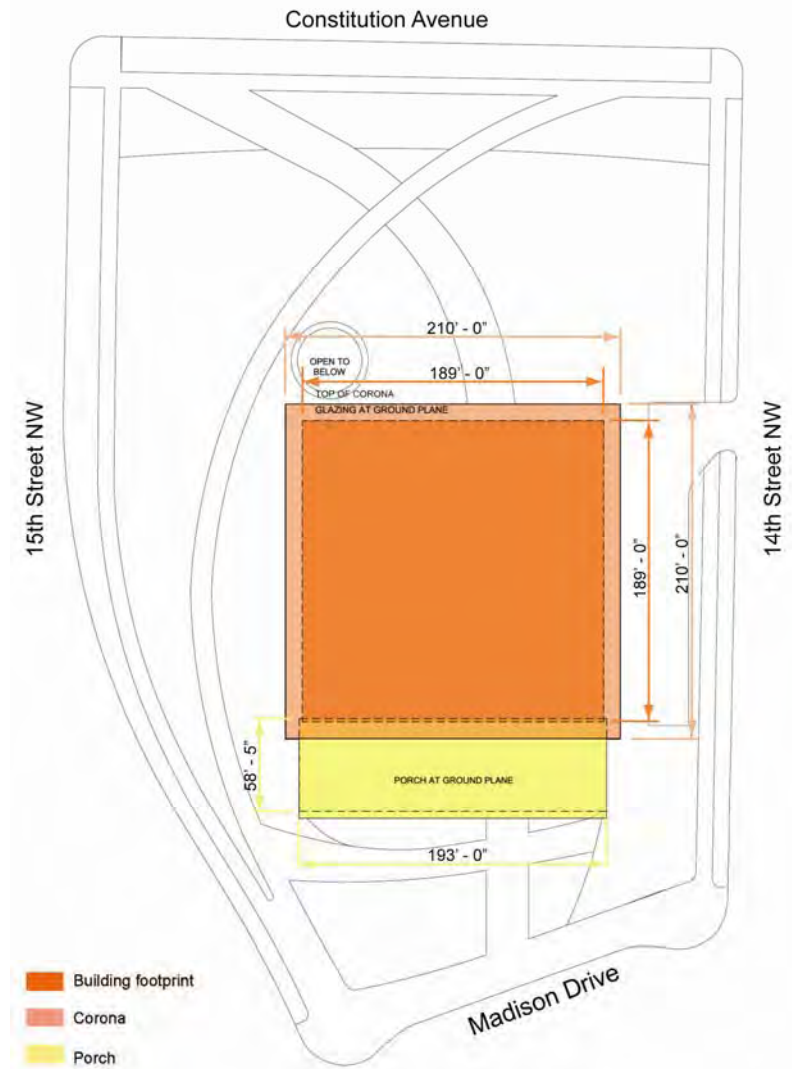 Constitution Avenue
210' - 0"
OPEN TO
BELOW
189' - 0"
TOP OF CORONA
GLAZING AT GROUND PLANE
15th Street NW
14th Street NW
189' - 0"
210' - 0"
58' - 5"
PORCH AT GROUND PLANE
193' - 0"
Building footprint
Corona
Porch
Madison Drive